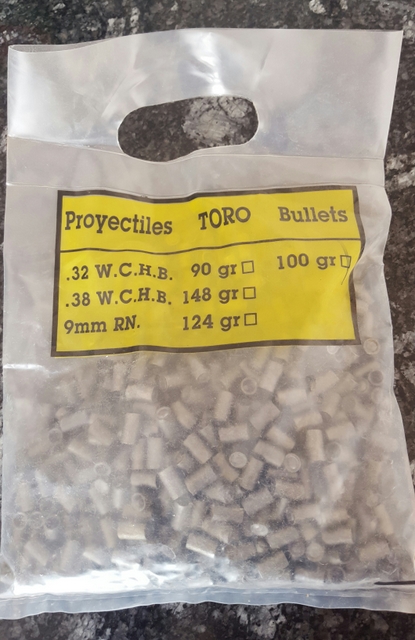 Proyectiles TORO Bullets
.32 W.C.H.B. 90 gr□ 100 gr□
.38 W.C.H.B. 148 gr□
9mm RN. 124 gr□